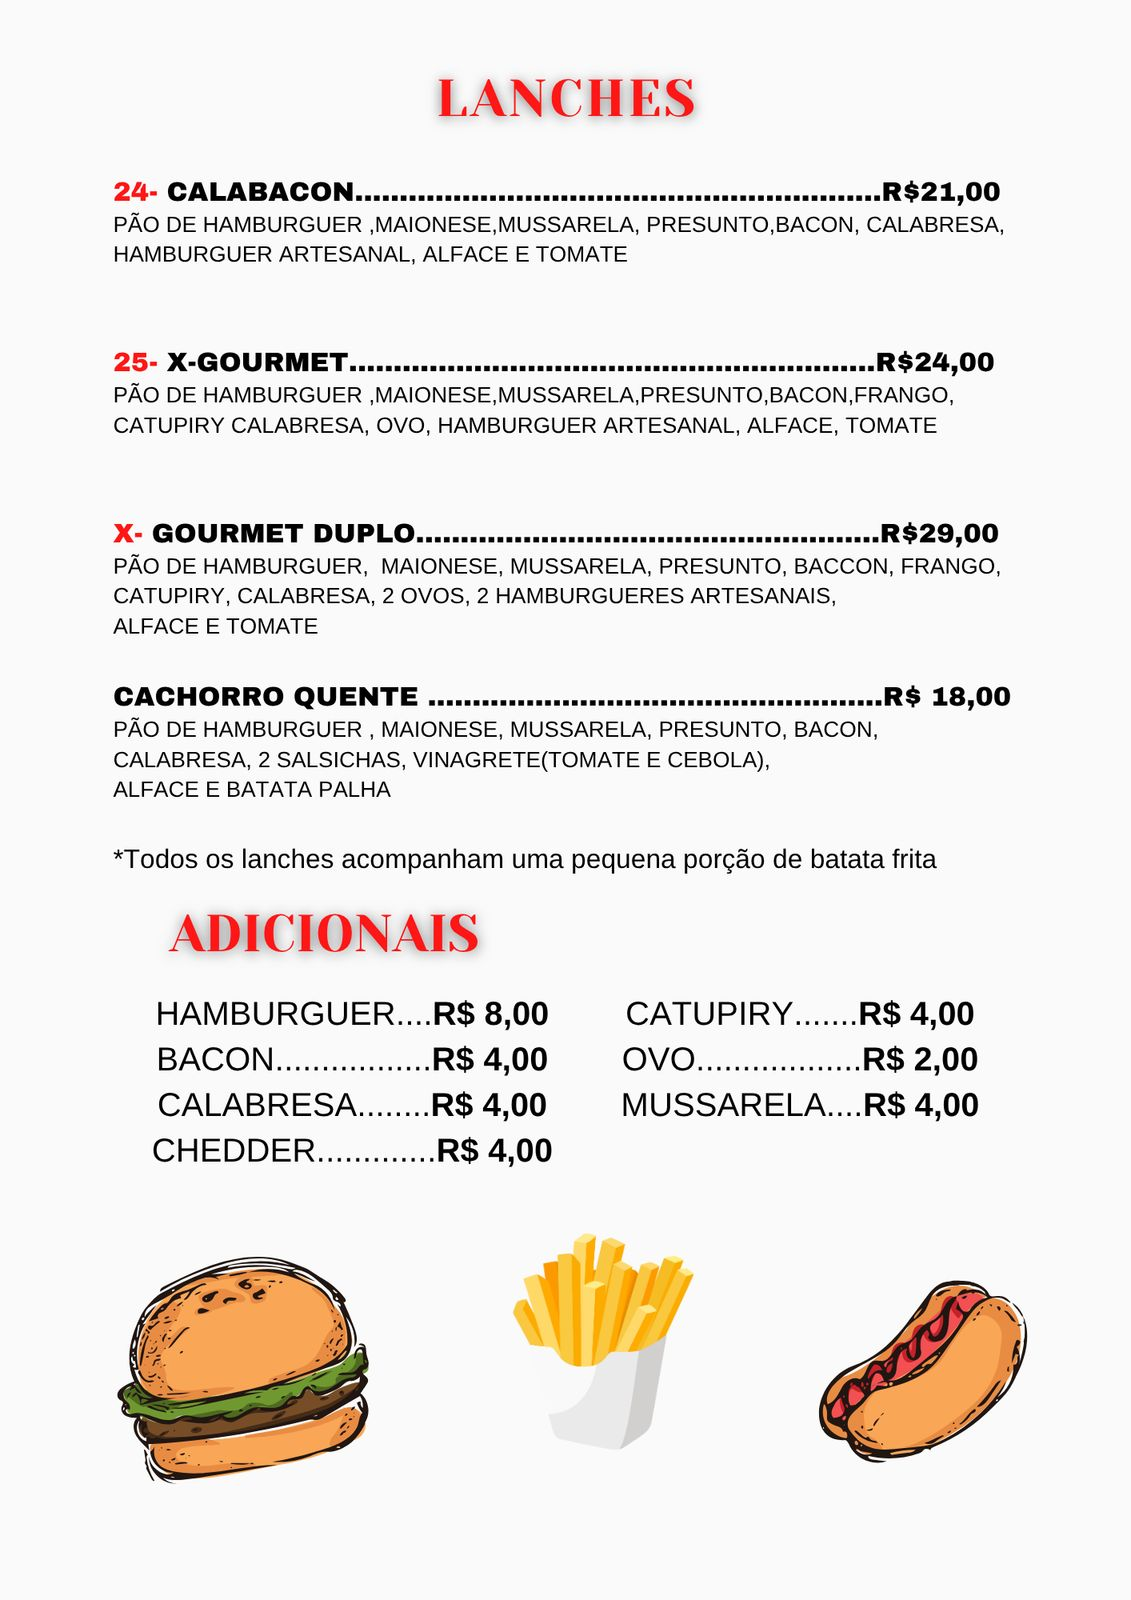 LANCHES
24- CALABACON...........................................................R$21,00
PÃO DE HAMBURGUER ,MAIONESE,MUSSARELA, PRESUNTO,BACON, CALABRESA,
HAMBURGUER ARTESANAL, ALFACE E TOMATE
25- X-GOURMET...........................................................R$24,00
PÃO DE HAMBURGUER ,MAIONESE,MUSSARELA,PRESUNTO,BACON,FRANGO,
CATUPIRY CALABRESA, OVO, HAMBURGUER ARTESANAL, ALFACE, TOMATE
X- GOURMET DUPLO....................................................R$29,00
PÃO DE HAMBURGUER,  MAIONESE, MUSSARELA, PRESUNTO, BACCON, FRANGO,
CATUPIRY, CALABRESA, 2 OVOS, 2 HAMBURGUERES ARTESANAIS,
ALFACE E TOMATE
CACHORRO QUENTE ...................................................R$ 18,00
PÃO DE HAMBURGUER , MAIONESE, MUSSARELA, PRESUNTO, BACON,
CALABRESA, 2 SALSICHAS, VINAGRETE(TOMATE E CEBOLA),
ALFACE E BATATA PALHA
*Todos os lanches acompanham uma pequena porção de batata frita
ADICIONAIS
HAMBURGUER....R$ 8,00
BACON.................R$ 4,00
CALABRESA........R$ 4,00
CHEDDER.............R$ 4,00
CATUPIRY.......R$ 4,00
OVO..................R$ 2,00
MUSSARELA....R$ 4,00